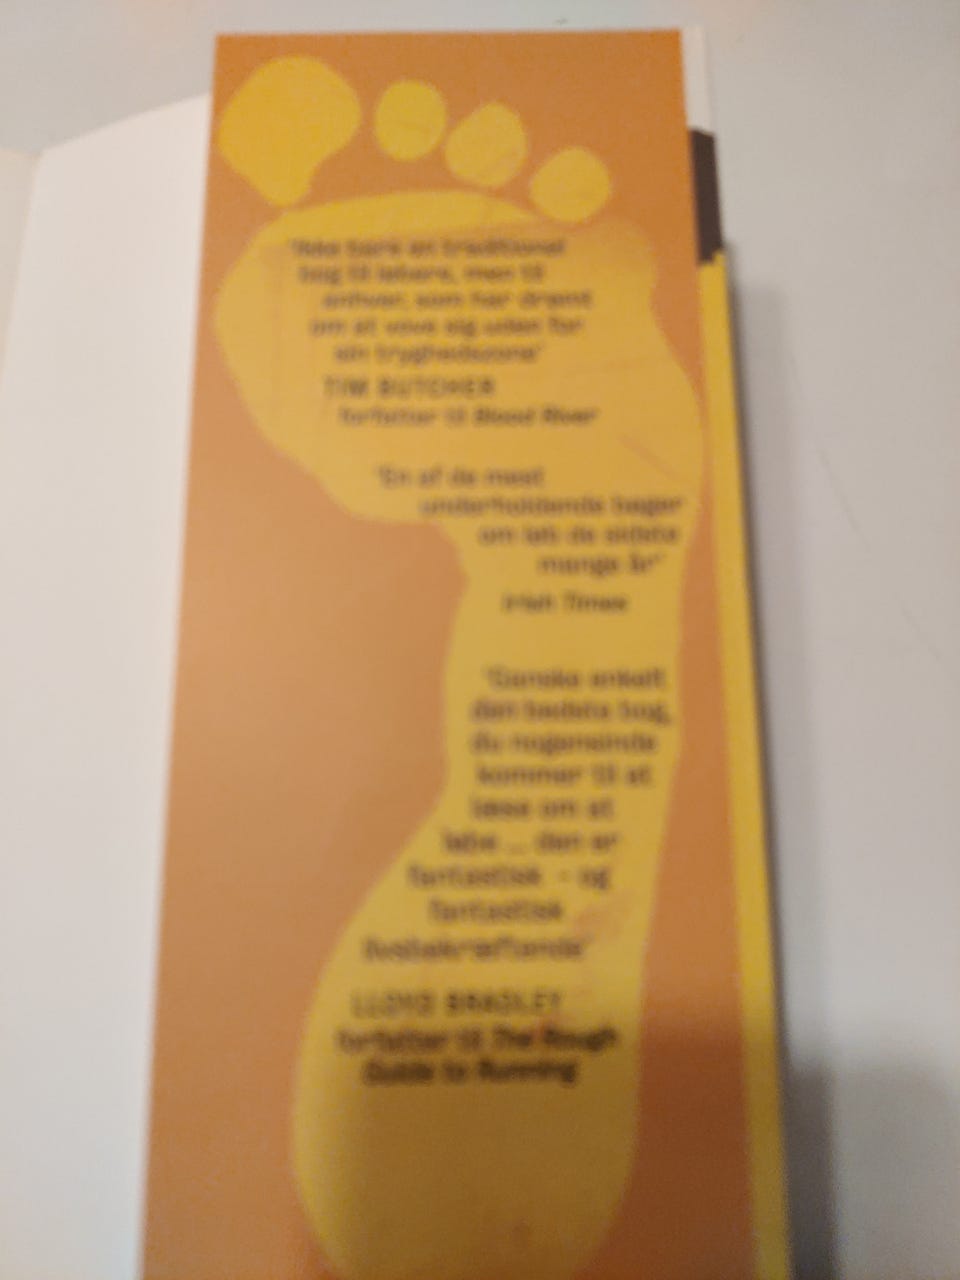 "Ikke bare en traditionel
bog til løbere, men til
enhver, som har drømt
om at vove sig uden for
sin tryghedszone"
TIM BUTCHER
forfatter til Blood River
"En af de mest
underholdende bøger
om løb de sidste
mange år"
Irish Times
"Ganske enkelt
den bedste bog,
du nogensinde
kommer til at
læse om at
løbe ... den er
fantastisk - og
fantastisk
livsbekræftende"
LLOYD BRADLEY
forfatter til The Rough
Guide to Running